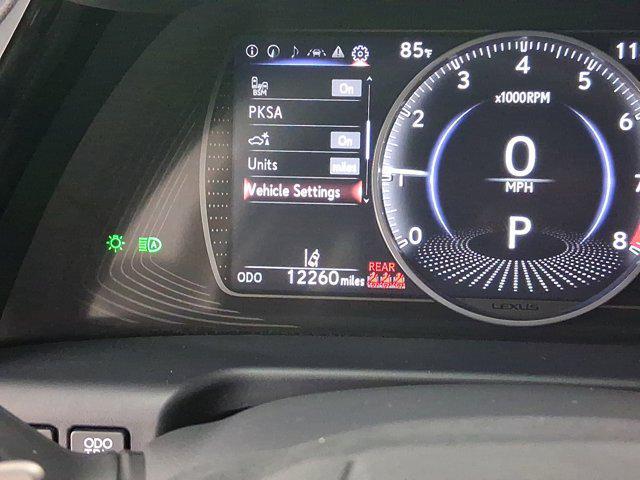 85°F
11
BSM On
PKSA
On
Units miles
Vehicle Settings
ODO 12260 miles
REAR
0
1
2
3
4
5
6
7
8
x1000RPM
0
MPH
P
LEXUS
A
ODO